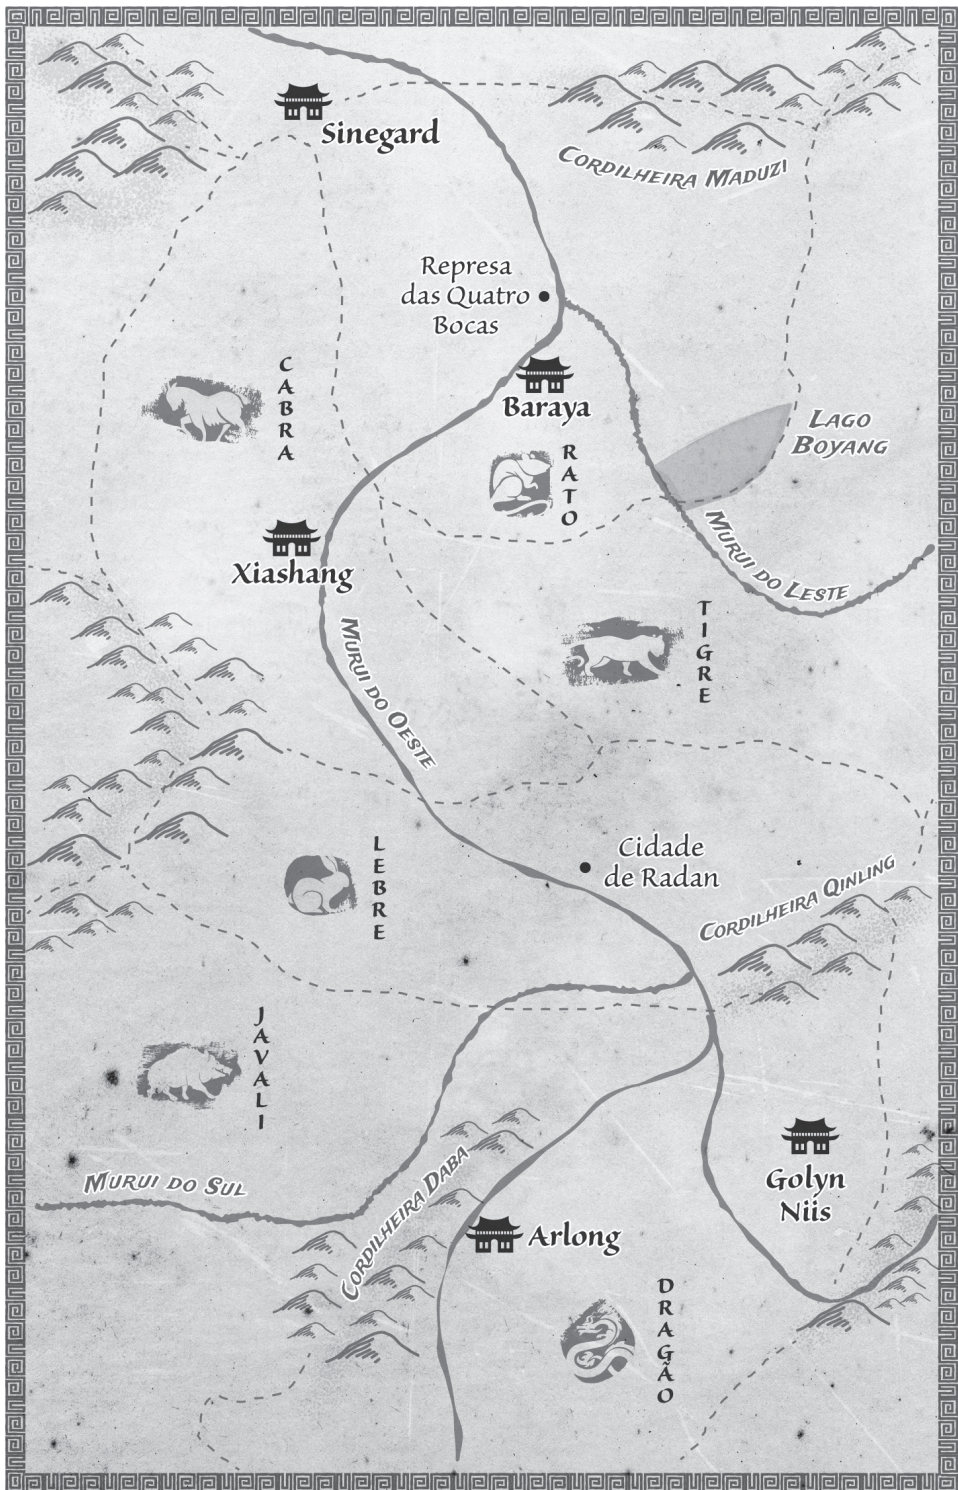 Sinegard
Cordilheira Maduzi
Represa
das Quatro
Bocas
CABRA
Baraya
Lago
Boyang
RATO
Xiashang
Murui do Leste
TIGRE
Murui do Oeste
LEBRE
Cidade
de Radan
Cordilheira Qinling
JAVALI
Golyn
Niis
Murui do Sul
Cordilheira Daba
Arlong
DRAGÃO